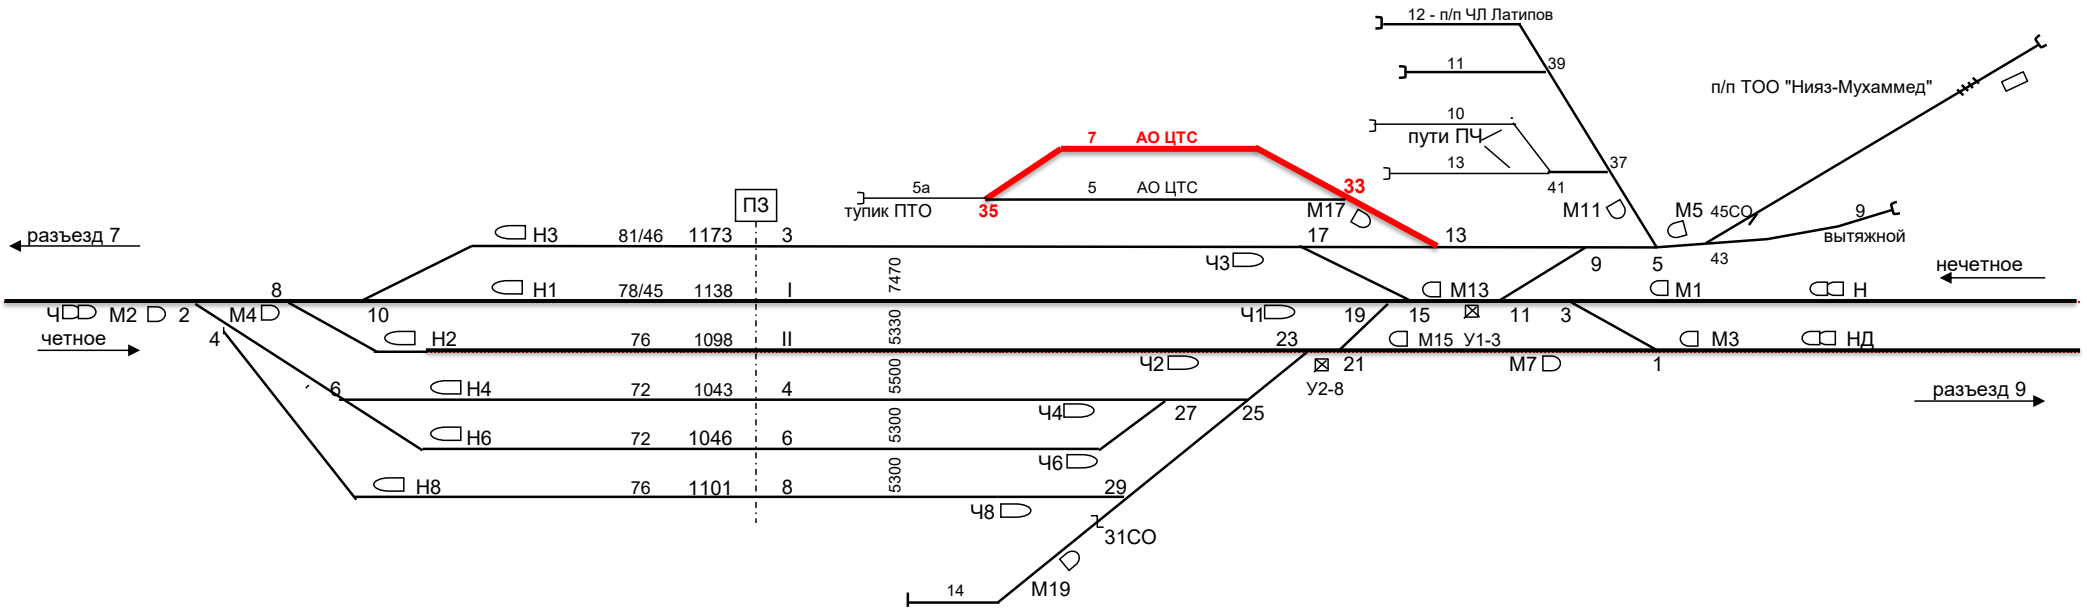 12 - п/п ЧЛ Латипов
11
39
п/п ТОО "Нияз-Мухаммед"
10
пути ПЧ
7 АО ЦТС
13
37
41
5а
5 АО ЦТС
33
тупик ПТО
35
М17
М11
М5
45СО
9
вытяжной
ПЗ
разъезд 7
Н3
81/46
1173
3
17
13
Ч3
9
5
43
нечетное
7470
8
Н1
78/45
1138
I
М13
М1
Н
Ч
М2
2
М4
10
Ч1
19
15
11
3
четное
4
Н2
76
1098
II
5330
23
М15
У1-3
М3
НД
Ч2
21
М7
1
У2-8
6
Н4
72
1043
4
5500
разъезд 9
Ч4
27
25
Н6
72
1046
6
5300
Ч6
Н8
76
1101
8
5300
29
Ч8
31СО
М19
14